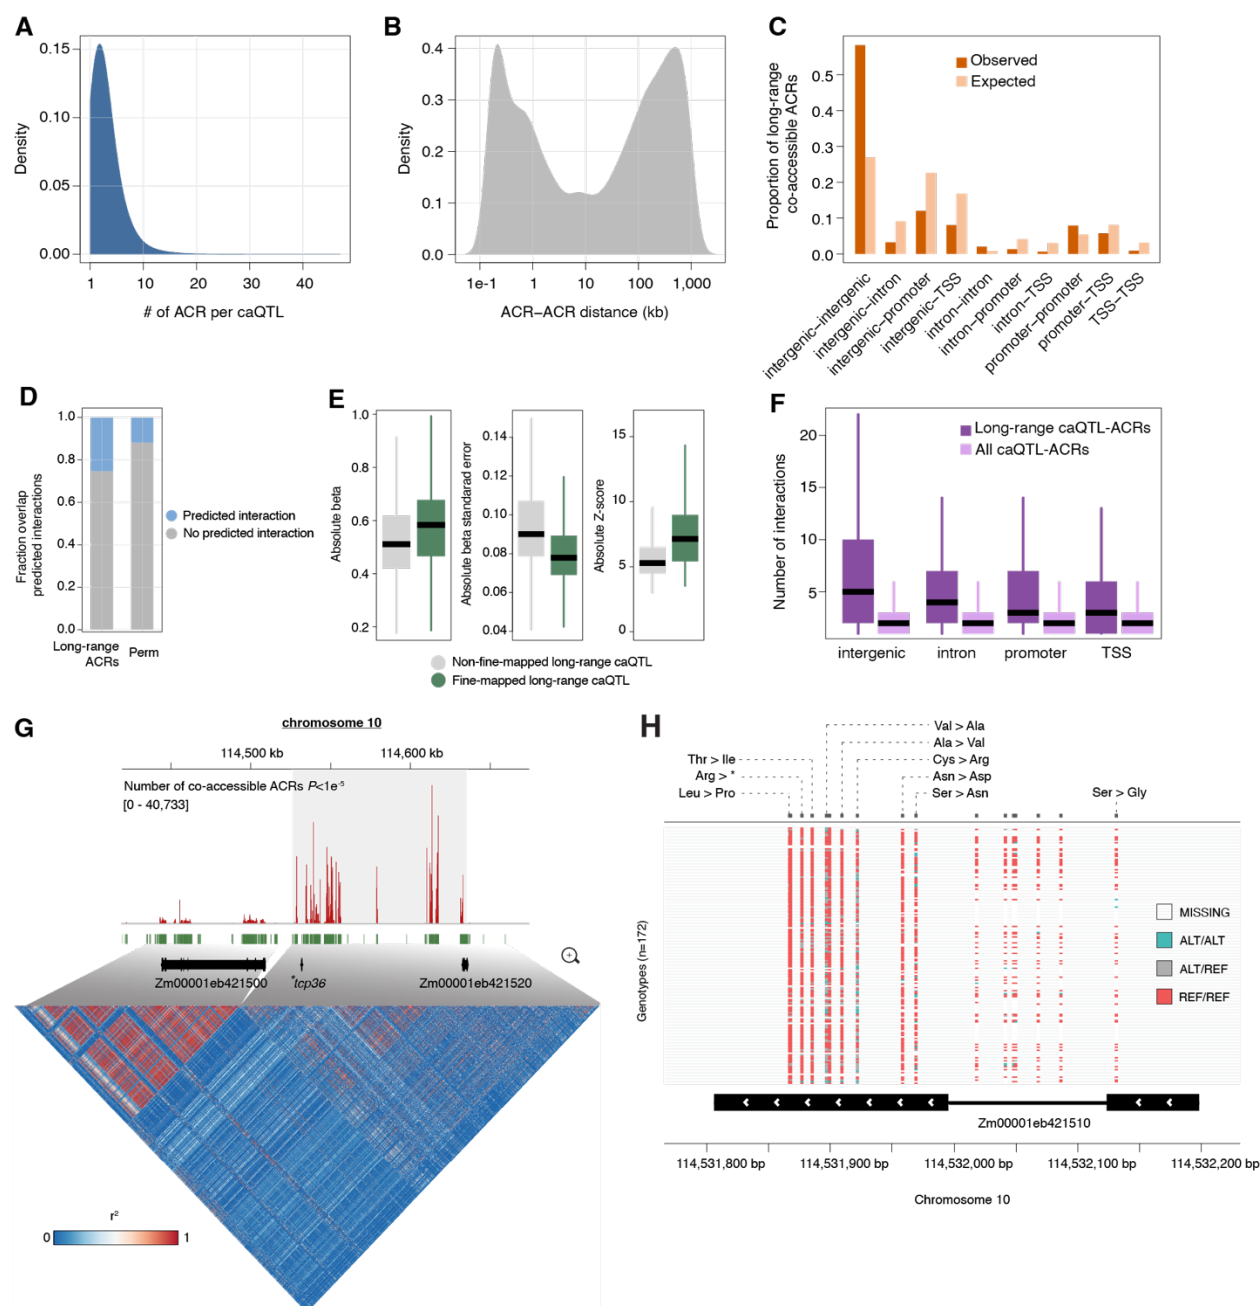 A
0.15
0.10
0.05
0.00
Density
1
10
20
30
40
# of ACR per caQTL
B
0.4
0.3
0.2
0.1
0.0
Density
1e-1
1
10
100
1,000
ACR–ACR distance (kb)
C
Observed
Expected
0.5
0.4
0.3
0.2
0.1
0.0
Proportion of long-range
co-accessible ACRs
intergenic–intergenic
intergenic–intron
intergenic–promoter
intergenic–TSS
intron–intron
intron–promoter
intron–TSS
promoter–promoter
promoter–TSS
TSS–TSS
D
1.0
0.8
0.6
0.4
0.2
0.0
Fraction overlap
predicted interactions
Long-range
ACRs
Perm
Predicted interaction
No predicted interaction
E
1.0
0.8
0.6
0.4
0.2
Absolute beta
0.14
0.12
0.10
0.08
0.06
0.04
Absolute beta standarad error
15
10
5
0
Absolute Z-score
Non-fine-mapped long-range caQTL
Fine-mapped long-range caQTL
F
Long-range caQTL-ACRs
All caQTL-ACRs
20
15
10
5
Number of interactions
intergenic
intron
promoter
TSS
G
chromosome 10
114,500 kb
114,600 kb
Number of co-accessible ACRs P<1e-5
[0 - 40,733]
Zm00001eb421500
*tcp36
Zm00001eb421520
r2
0
1
H
Val > Ala
Ala > Val
Thr > Ile
Cys > Arg
Arg > *
Asn > Asp
Leu > Pro
Ser > Asn
Ser > Gly
Genotypes (n=172)
MISSING
ALT/ALT
ALT/REF
REF/REF
Zm00001eb421510
114,531,800 bp
114,531,900 bp
114,532,000 bp
114,532,100 bp
114,532,200 bp
Chromosome 10